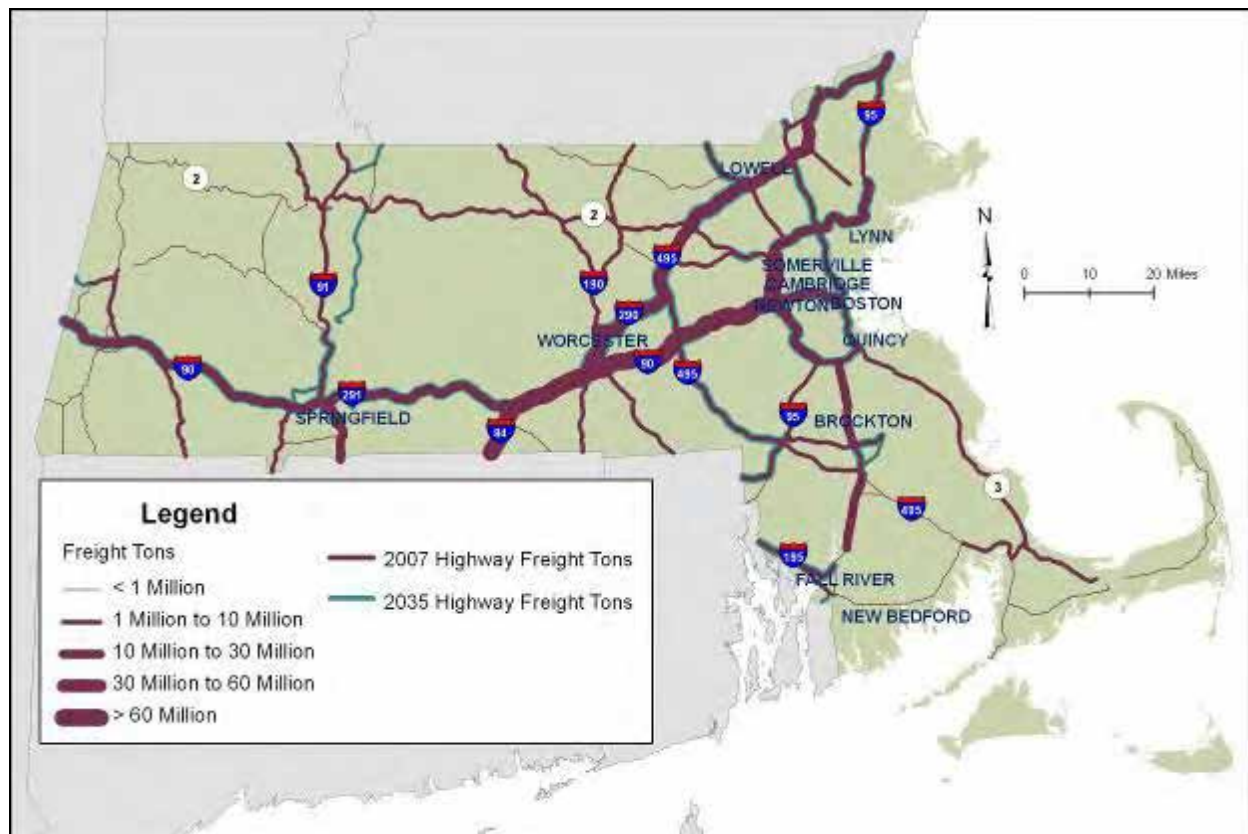 2
95
LOWELL
N
2
LYNN
495
SOMERVILLE
0 10 20 Miles
91
190
CAMBRIDGE
NEWTON
BOSTON
290
WORCESTER
QUINCY
90
90
495
291
SPRINGFIELD
95
BROCKTON
84
3
495
195
FALL RIVER
NEW BEDFORD
Legend
Freight Tons
< 1 Million
1 Million to 10 Million
10 Million to 30 Million
30 Million to 60 Million
> 60 Million
2007 Highway Freight Tons
2035 Highway Freight Tons